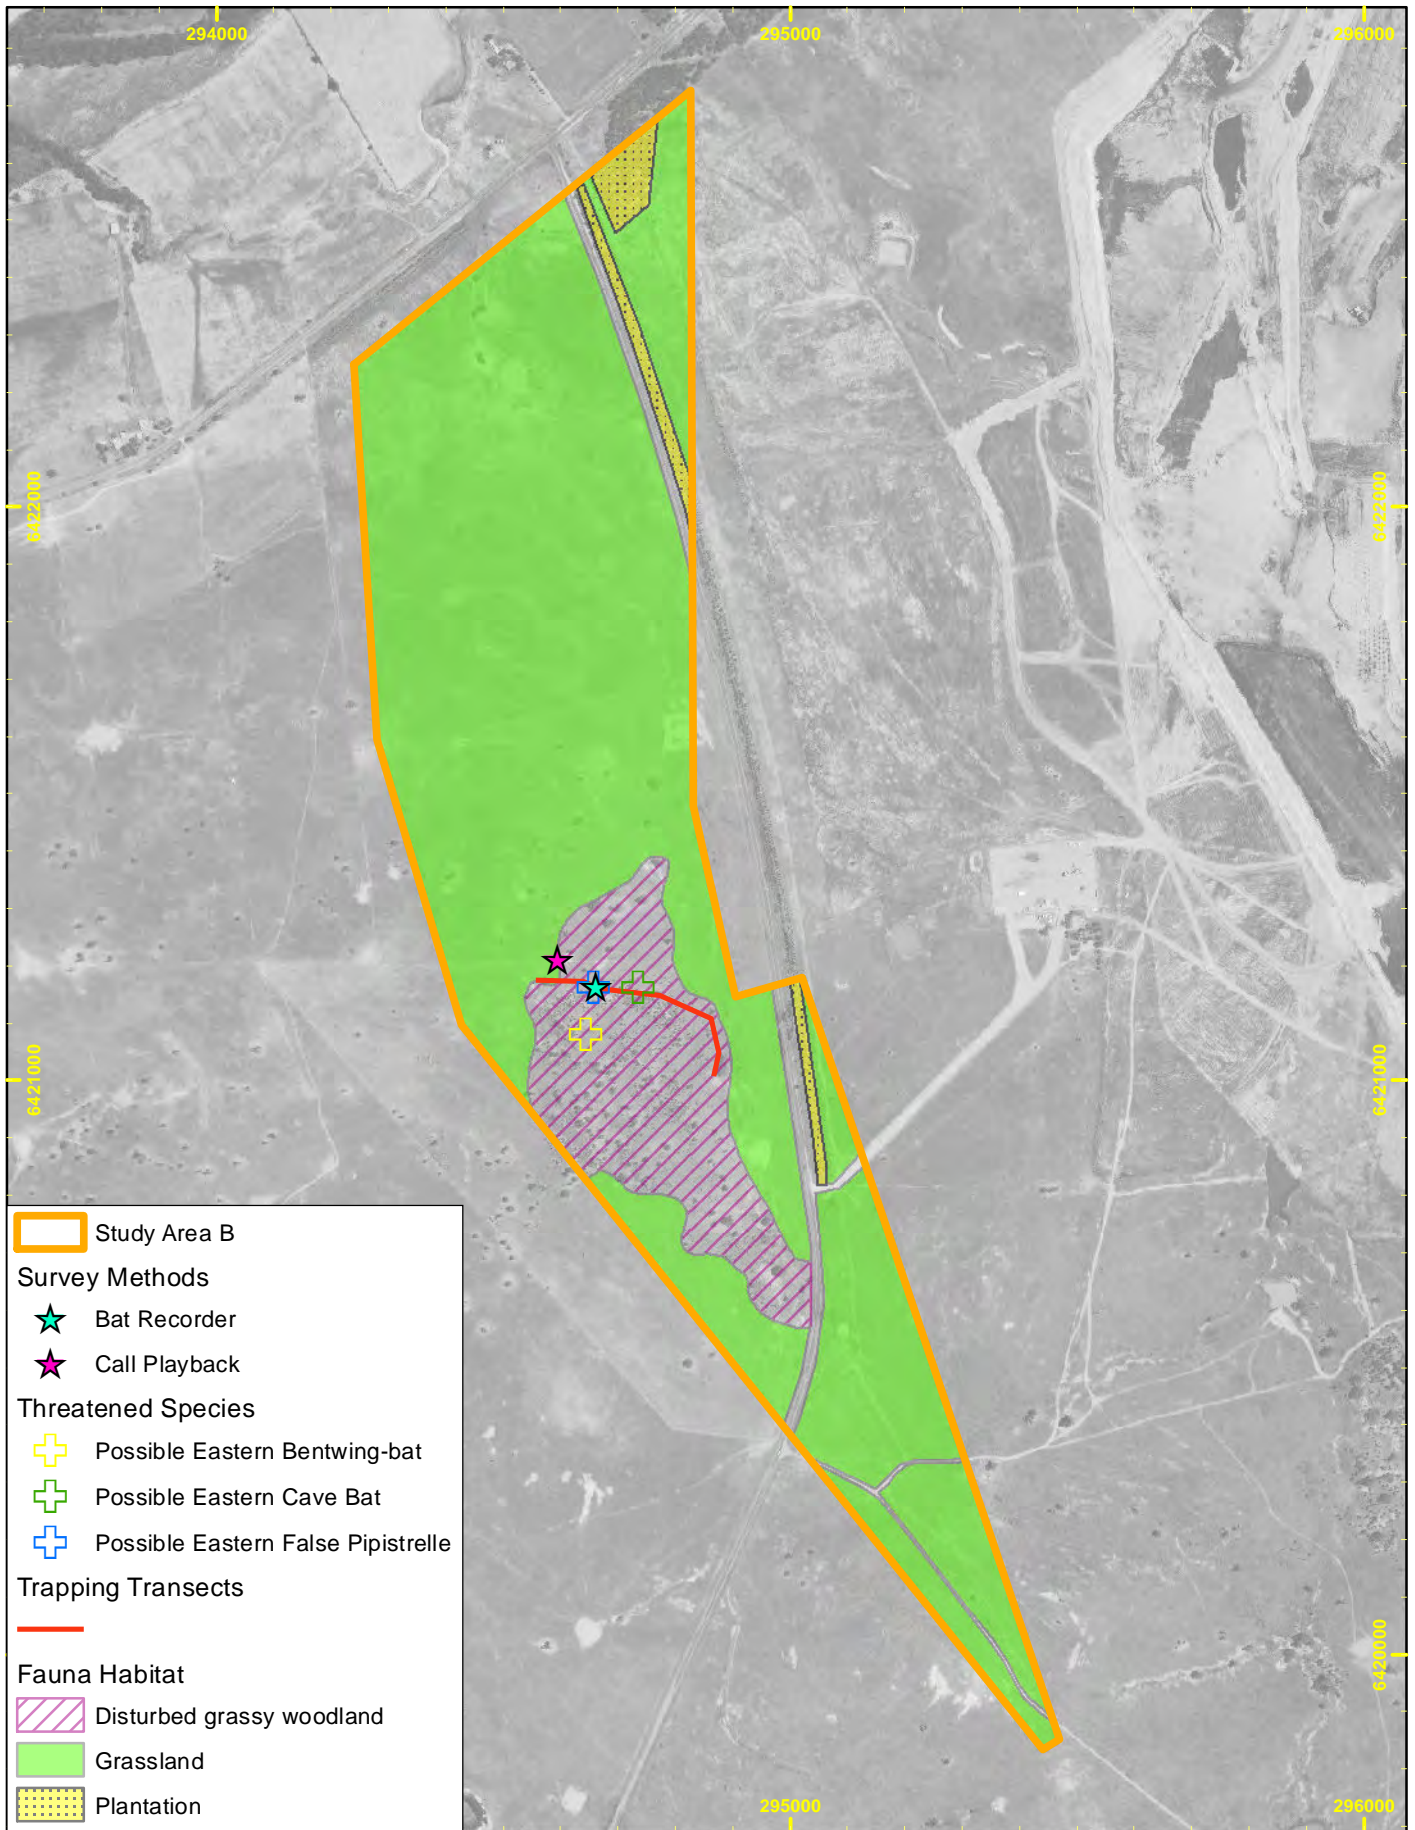 294000
295000
296000
6422000
6422000
6421000
6421000
Study Area B
Survey Methods
Bat Recorder
Call Playback
Threatened Species
Possible Eastern Bentwing-bat
Possible Eastern Cave Bat
Possible Eastern False Pipistrelle
Trapping Transects
Fauna Habitat
Disturbed grassy woodland
Grassland
Plantation
6420000
295000
296000